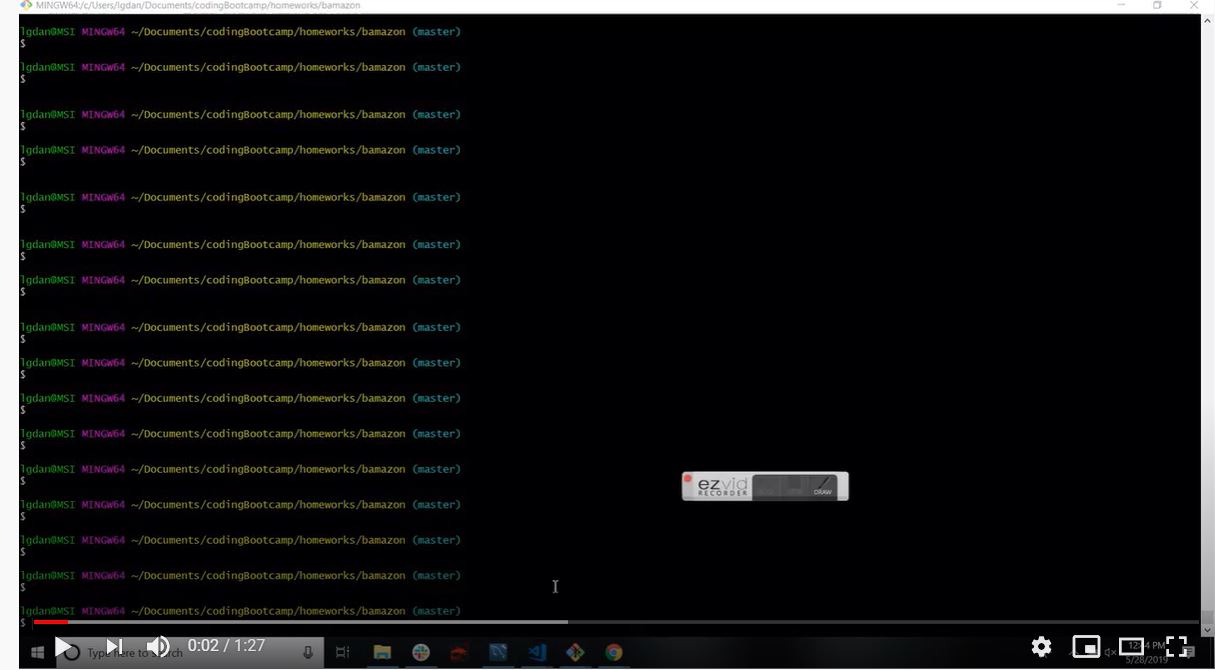 MINGW64:/c/Users/lgdan/Documents/codingBootcamp/homeworks/bamazon
lgdan@MSI MINGW64 ~/Documents/codingBootcamp/homeworks/bamazon (master)
$
lgdan@MSI MINGW64 ~/Documents/codingBootcamp/homeworks/bamazon (master)
$
lgdan@MSI MINGW64 ~/Documents/codingBootcamp/homeworks/bamazon (master)
$
lgdan@MSI MINGW64 ~/Documents/codingBootcamp/homeworks/bamazon (master)
$
lgdan@MSI MINGW64 ~/Documents/codingBootcamp/homeworks/bamazon (master)
$
lgdan@MSI MINGW64 ~/Documents/codingBootcamp/homeworks/bamazon (master)
$
lgdan@MSI MINGW64 ~/Documents/codingBootcamp/homeworks/bamazon (master)
$
lgdan@MSI MINGW64 ~/Documents/codingBootcamp/homeworks/bamazon (master)
$
lgdan@MSI MINGW64 ~/Documents/codingBootcamp/homeworks/bamazon (master)
$
lgdan@MSI MINGW64 ~/Documents/codingBootcamp/homeworks/bamazon (master)
$
lgdan@MSI MINGW64 ~/Documents/codingBootcamp/homeworks/bamazon (master)
$
lgdan@MSI MINGW64 ~/Documents/codingBootcamp/homeworks/bamazon (master)
$
ezvid
RECORDER
DRAW
lgdan@MSI MINGW64 ~/Documents/codingBootcamp/homeworks/bamazon (master)
$
lgdan@MSI MINGW64 ~/Documents/codingBootcamp/homeworks/bamazon (master)
$
lgdan@MSI MINGW64 ~/Documents/codingBootcamp/homeworks/bamazon (master)
$
lgdan@MSI MINGW64 ~/Documents/codingBootcamp/homeworks/bamazon (master)
$
Type here to search
0:02 / 1:27
PM
5/28/2019